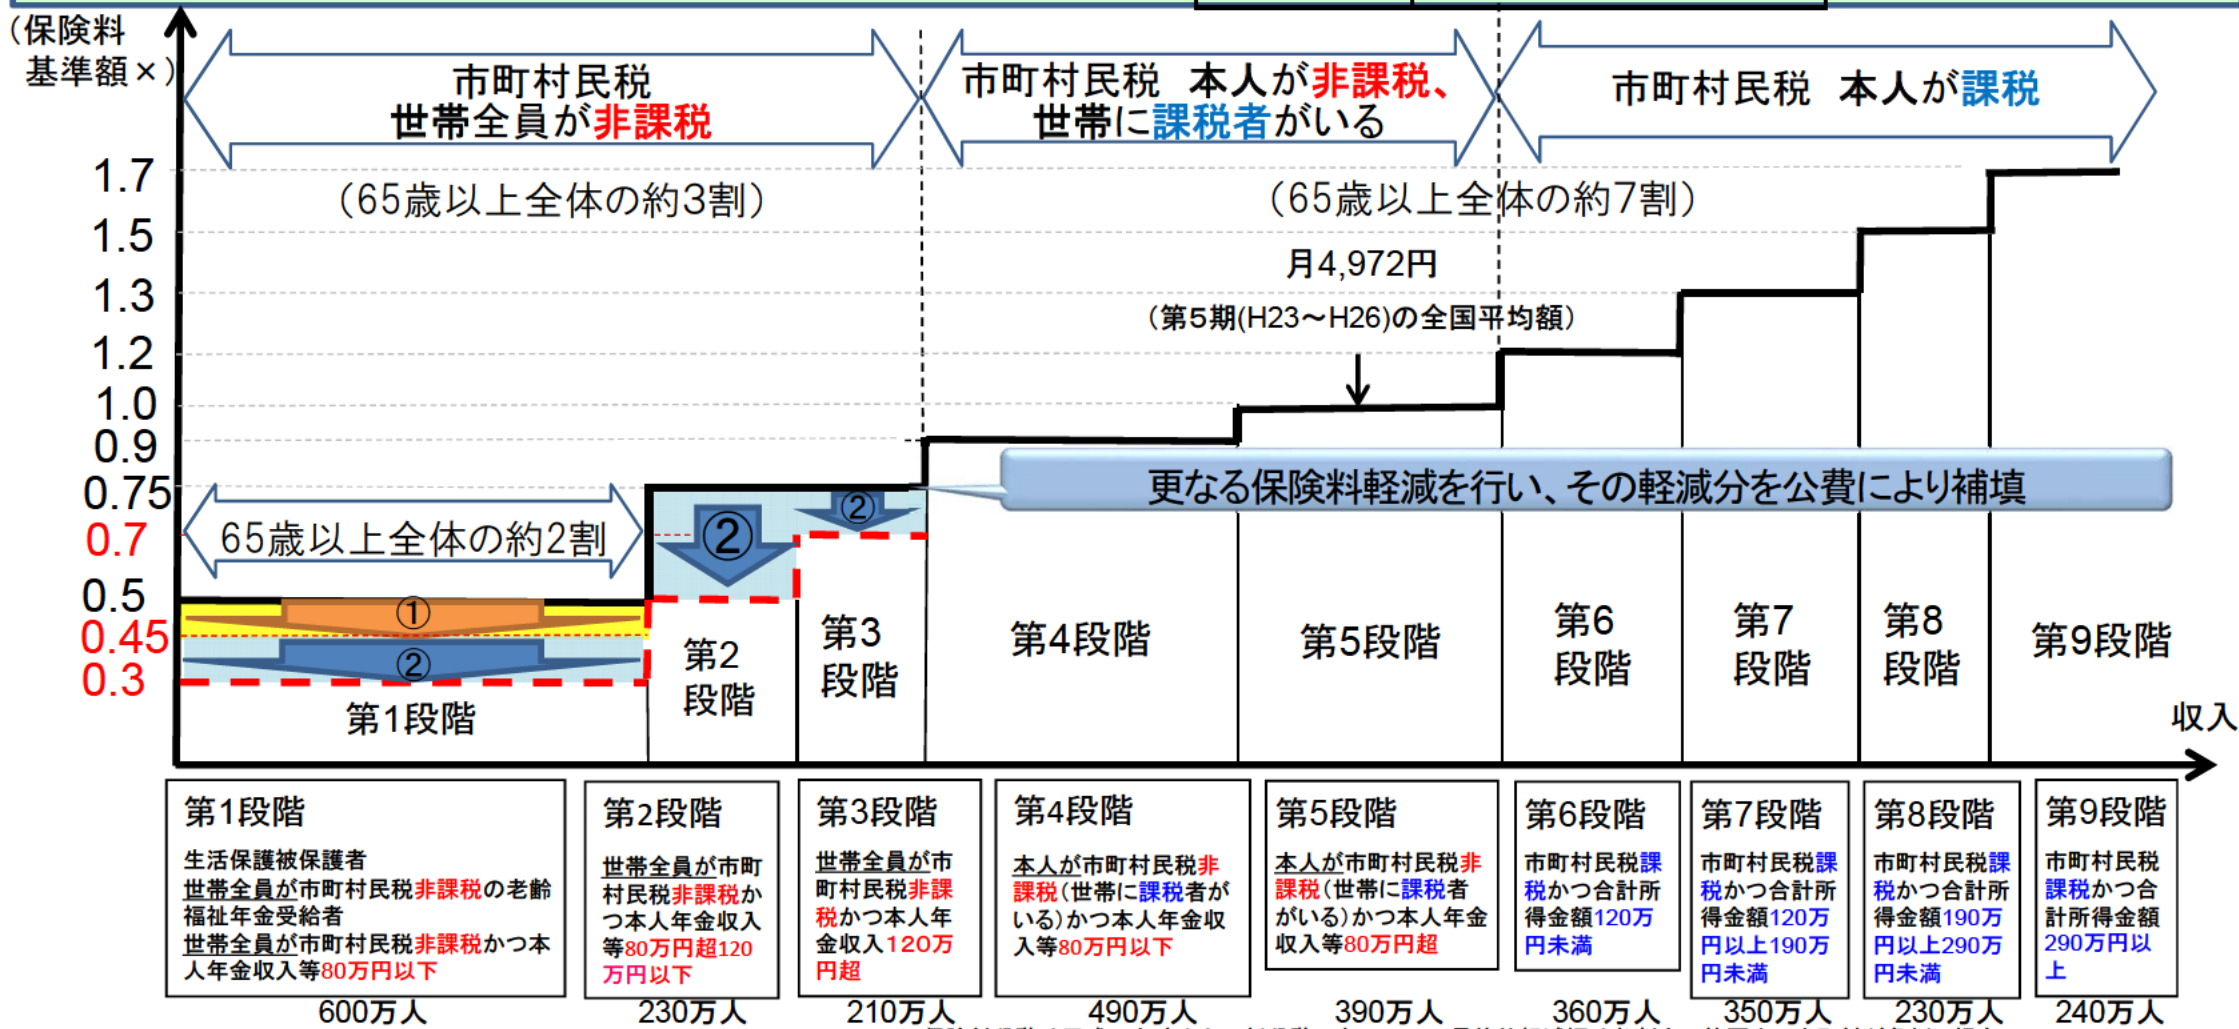 （保険料
基準額×）
市町村民税
世帯全員が非課税
市町村民税　本人が非課税、
世帯に課税者がいる
市町村民税　本人が課税
（65歳以上全体の約3割）
（65歳以上全体の約7割）
1.7
1.5
1.3
1.2
1.0
0.9
0.75
0.7
0.5
0.45
0.3
月4,972円
（第5期(H23～H26)の全国平均額）
更なる保険料軽減を行い、その軽減分を公費により補填
65歳以上全体の約2割
①
②
②
②
第1段階
第2
段階
第3
段階
第4段階
第5段階
第6
段階
第7
段階
第8
段階
第9段階
収入
第1段階
生活保護被保護者
世帯全員が市町村民税非課税の老齢
福祉年金受給者
世帯全員が市町村民税非課税かつ本
人年金収入等80万円以下
600万人
第2段階
世帯全員が市町
村民税非課税か
つ本人年金収入
等80万円超120
万円以下
230万人
第3段階
世帯全員が市
町村民税非課
税かつ本人年
金収入120万
円超
210万人
第4段階
本人が市町村民税非
課税（世帯に課税者が
いる）かつ本人年金収
入等80万円以下
490万人
第5段階
本人が市町村民税非
課税（世帯に課税者
がいる）かつ本人年金
収入等80万円超
390万人
第6段階
市町村民税課
税かつ合計所
得金額120万
円未満
360万人
第7段階
市町村民税課
税かつ合計所
得金額120万
円以上190万
円未満
350万人
第8段階
市町村民税課
税かつ合計所
得金額190万
円以上290万
円未満
230万人
第9段階
市町村民税
課税かつ合
計所得金額
290万円以
上
240万人